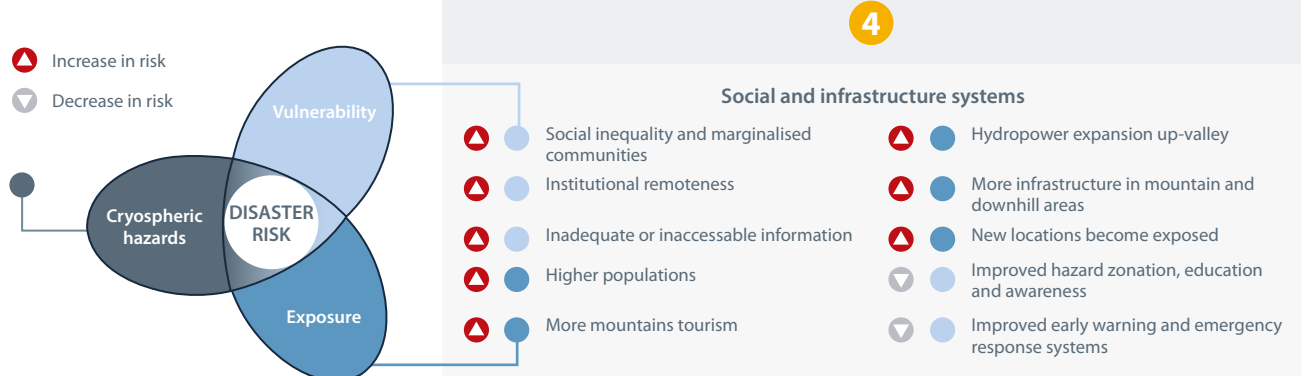 4
Increase in risk
Decrease in risk
Vulnerability
Cryospheric
hazards
DISASTER
RISK
Exposure
Social and infrastructure systems
Social inequality and marginalised
communities
Institutional remoteness
Inadequate or inaccessable information
Higher populations
More mountains tourism
Hydropower expansion up-valley
More infrastructure in mountain and
downhill areas
New locations become exposed
Improved hazard zonation, education
and awareness
Improved early warning and emergency
response systems